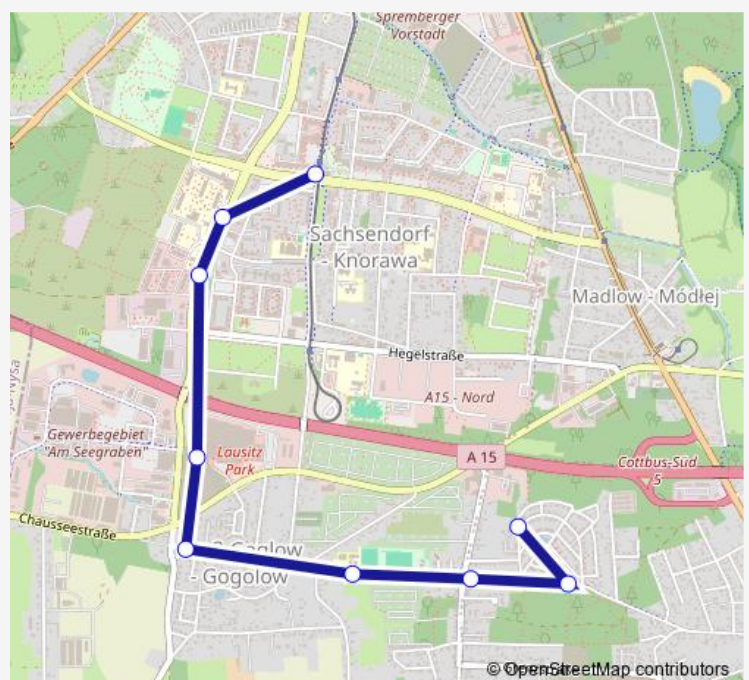 Spremberger
Vorstadt
Sachsendorf
- Knorawa
Madlow - Módłej
Hegelstraße
A15 - Nord
Gewerbegebiet
"Am Seegraben"
Lausitz
Park
A 15
Cottbus-Süd
5
Chausseestraße
Gaglow
- Gogolow
© OpenStreetMap contributors